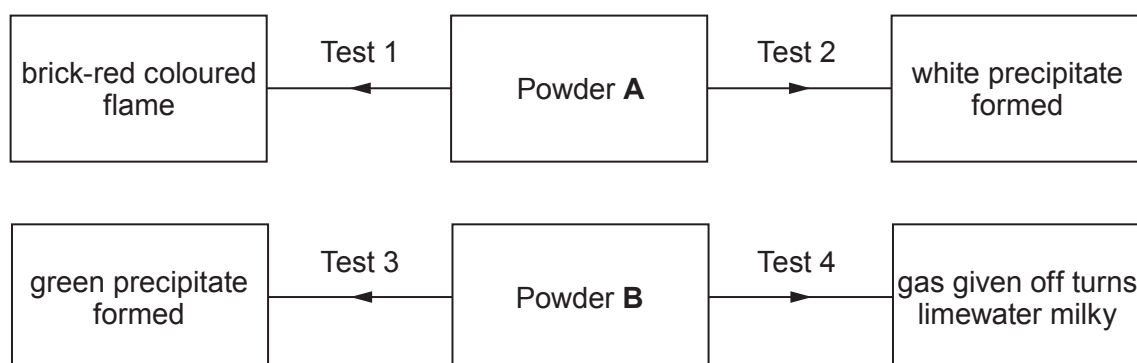 Test 1
Test 2
brick-red coloured
flame
Powder A
white precipitate
formed
Test 3
Test 4
green precipitate
formed
Powder B
gas given off turns
limewater milky